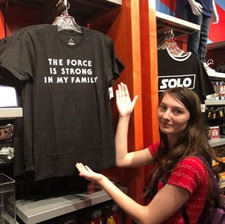 THE FORCE
IS STRONG
IN MY FAMILY
SOLO